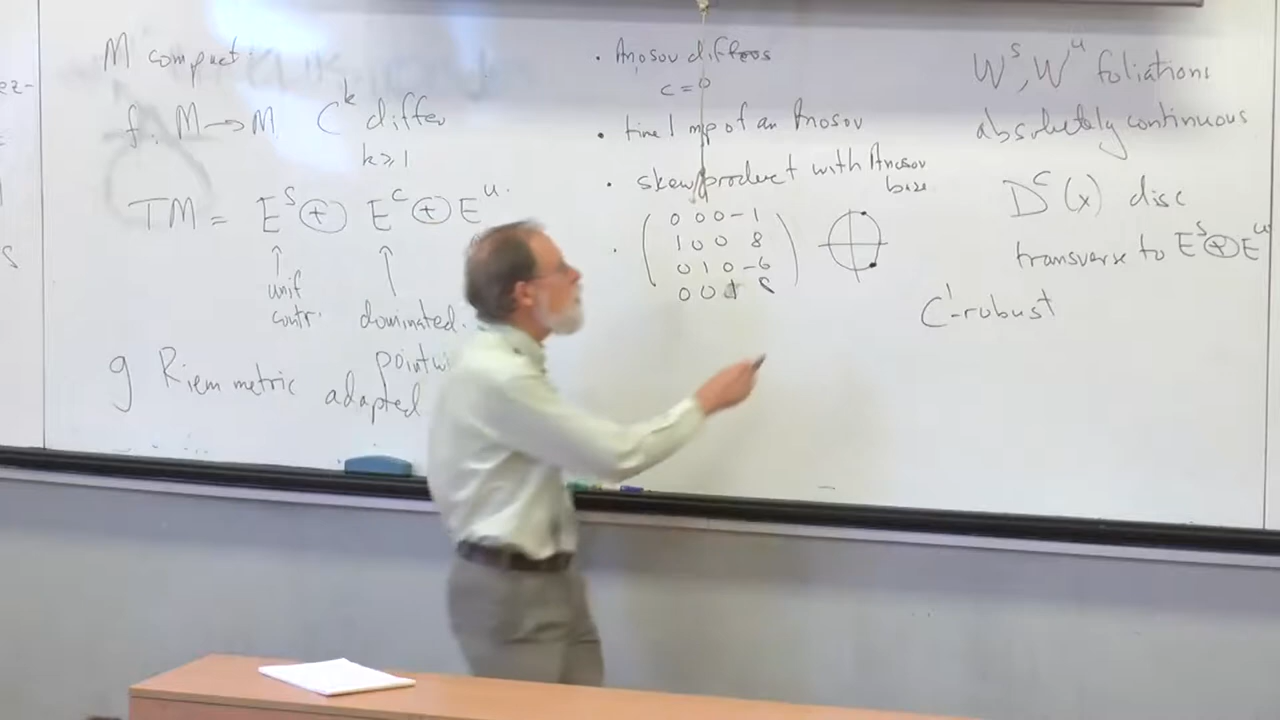 M compact
f: M → M C^k diffeo
k ≥ 1
TM = E^s ⊕ E^c ⊕ E^u
↑ ↑
unif
contr. dominated.
pointwi
g Riem metric adapted
• Anosov diffeos
c = 0
• time 1 map of an Anosov
• skew product with Anosov
base
0 0 0 -1
1 0 0 8
0 1 0 -6
0 0 1 8
W^s, W^u foliations
absolutely continuous
D^c(x) disc
transverse to E^s ⊕ E^u
C^1-robust
ez-
s